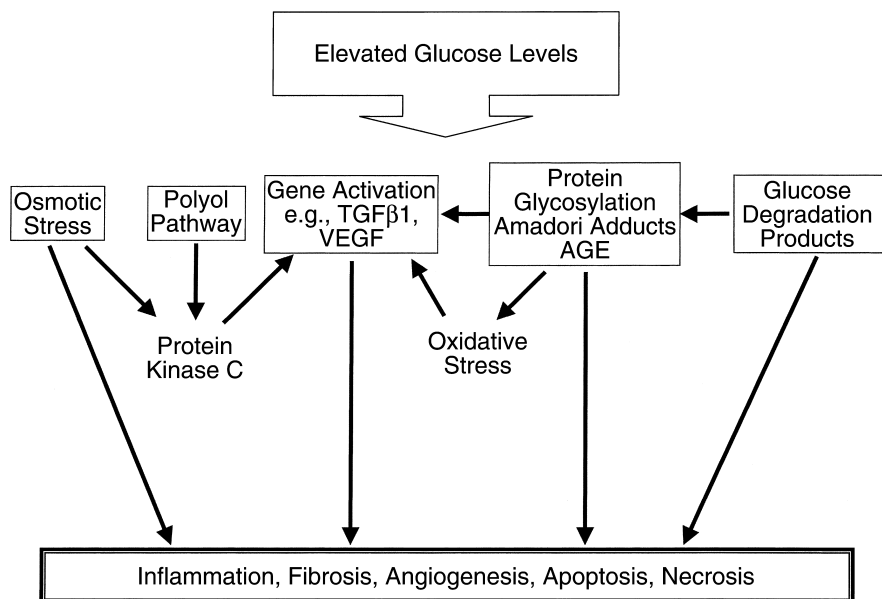 Elevated Glucose Levels
Osmotic
Stress
Polyol
Pathway
Gene Activation
e.g., TGFβ1,
VEGF
Protein
Glycosylation
Amadori Adducts
AGE
Glucose
Degradation
Products
Protein
Kinase C
Oxidative
Stress
Inflammation, Fibrosis, Angiogenesis, Apoptosis, Necrosis